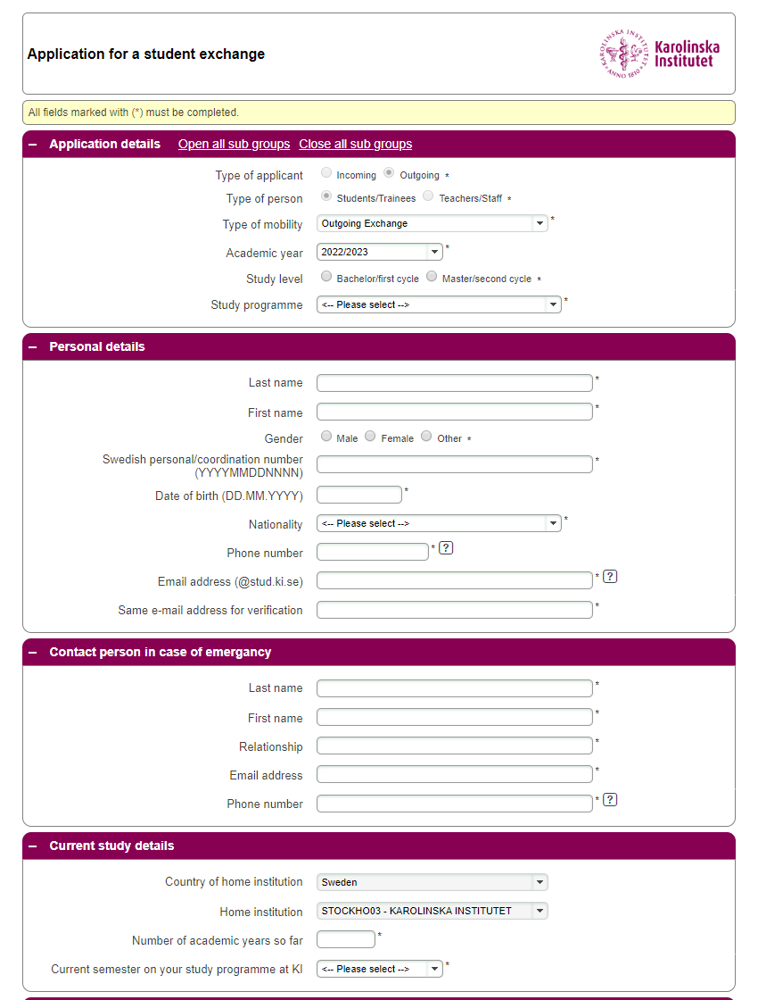 Application for a student exchange
KAROLINSKA INSTITUTET
ANNO 1810
Karolinska
Institutet
All fields marked with (*) must be completed.
– Application details Open all sub groups Close all sub groups
Type of applicant Incoming Outgoing *
Type of person Students/Trainees Teachers/Staff *
Type of mobility Outgoing Exchange *
Academic year 2022/2023 *
Study level Bachelor/first cycle Master/second cycle *
Study programme <-- Please select --> *
– Personal details
Last name *
First name *
Gender Male Female Other *
Swedish personal/coordination number
(YYYYMMDDNNNN) *
Date of birth (DD.MM.YYYY) *
Nationality <-- Please select --> *
Phone number * ?
Email address (@stud.ki.se) * ?
Same e-mail address for verification *
– Contact person in case of emergancy
Last name *
First name *
Relationship *
Email address *
Phone number * ?
– Current study details
Country of home institution Sweden
Home institution STOCKHO03 - KAROLINSKA INSTITUTET
Number of academic years so far *
Current semester on your study programme at KI <-- Please select --> *